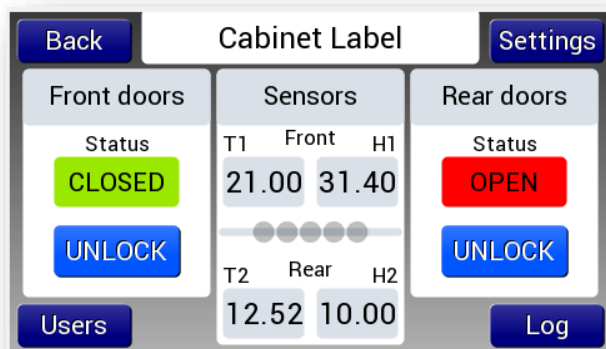 Back
Cabinet Label
Settings
Front doors
Status
CLOSED
UNLOCK
Sensors
T1 Front H1
21.00 31.40
T2 Rear H2
12.52 10.00
Rear doors
Status
OPEN
UNLOCK
Users
Log